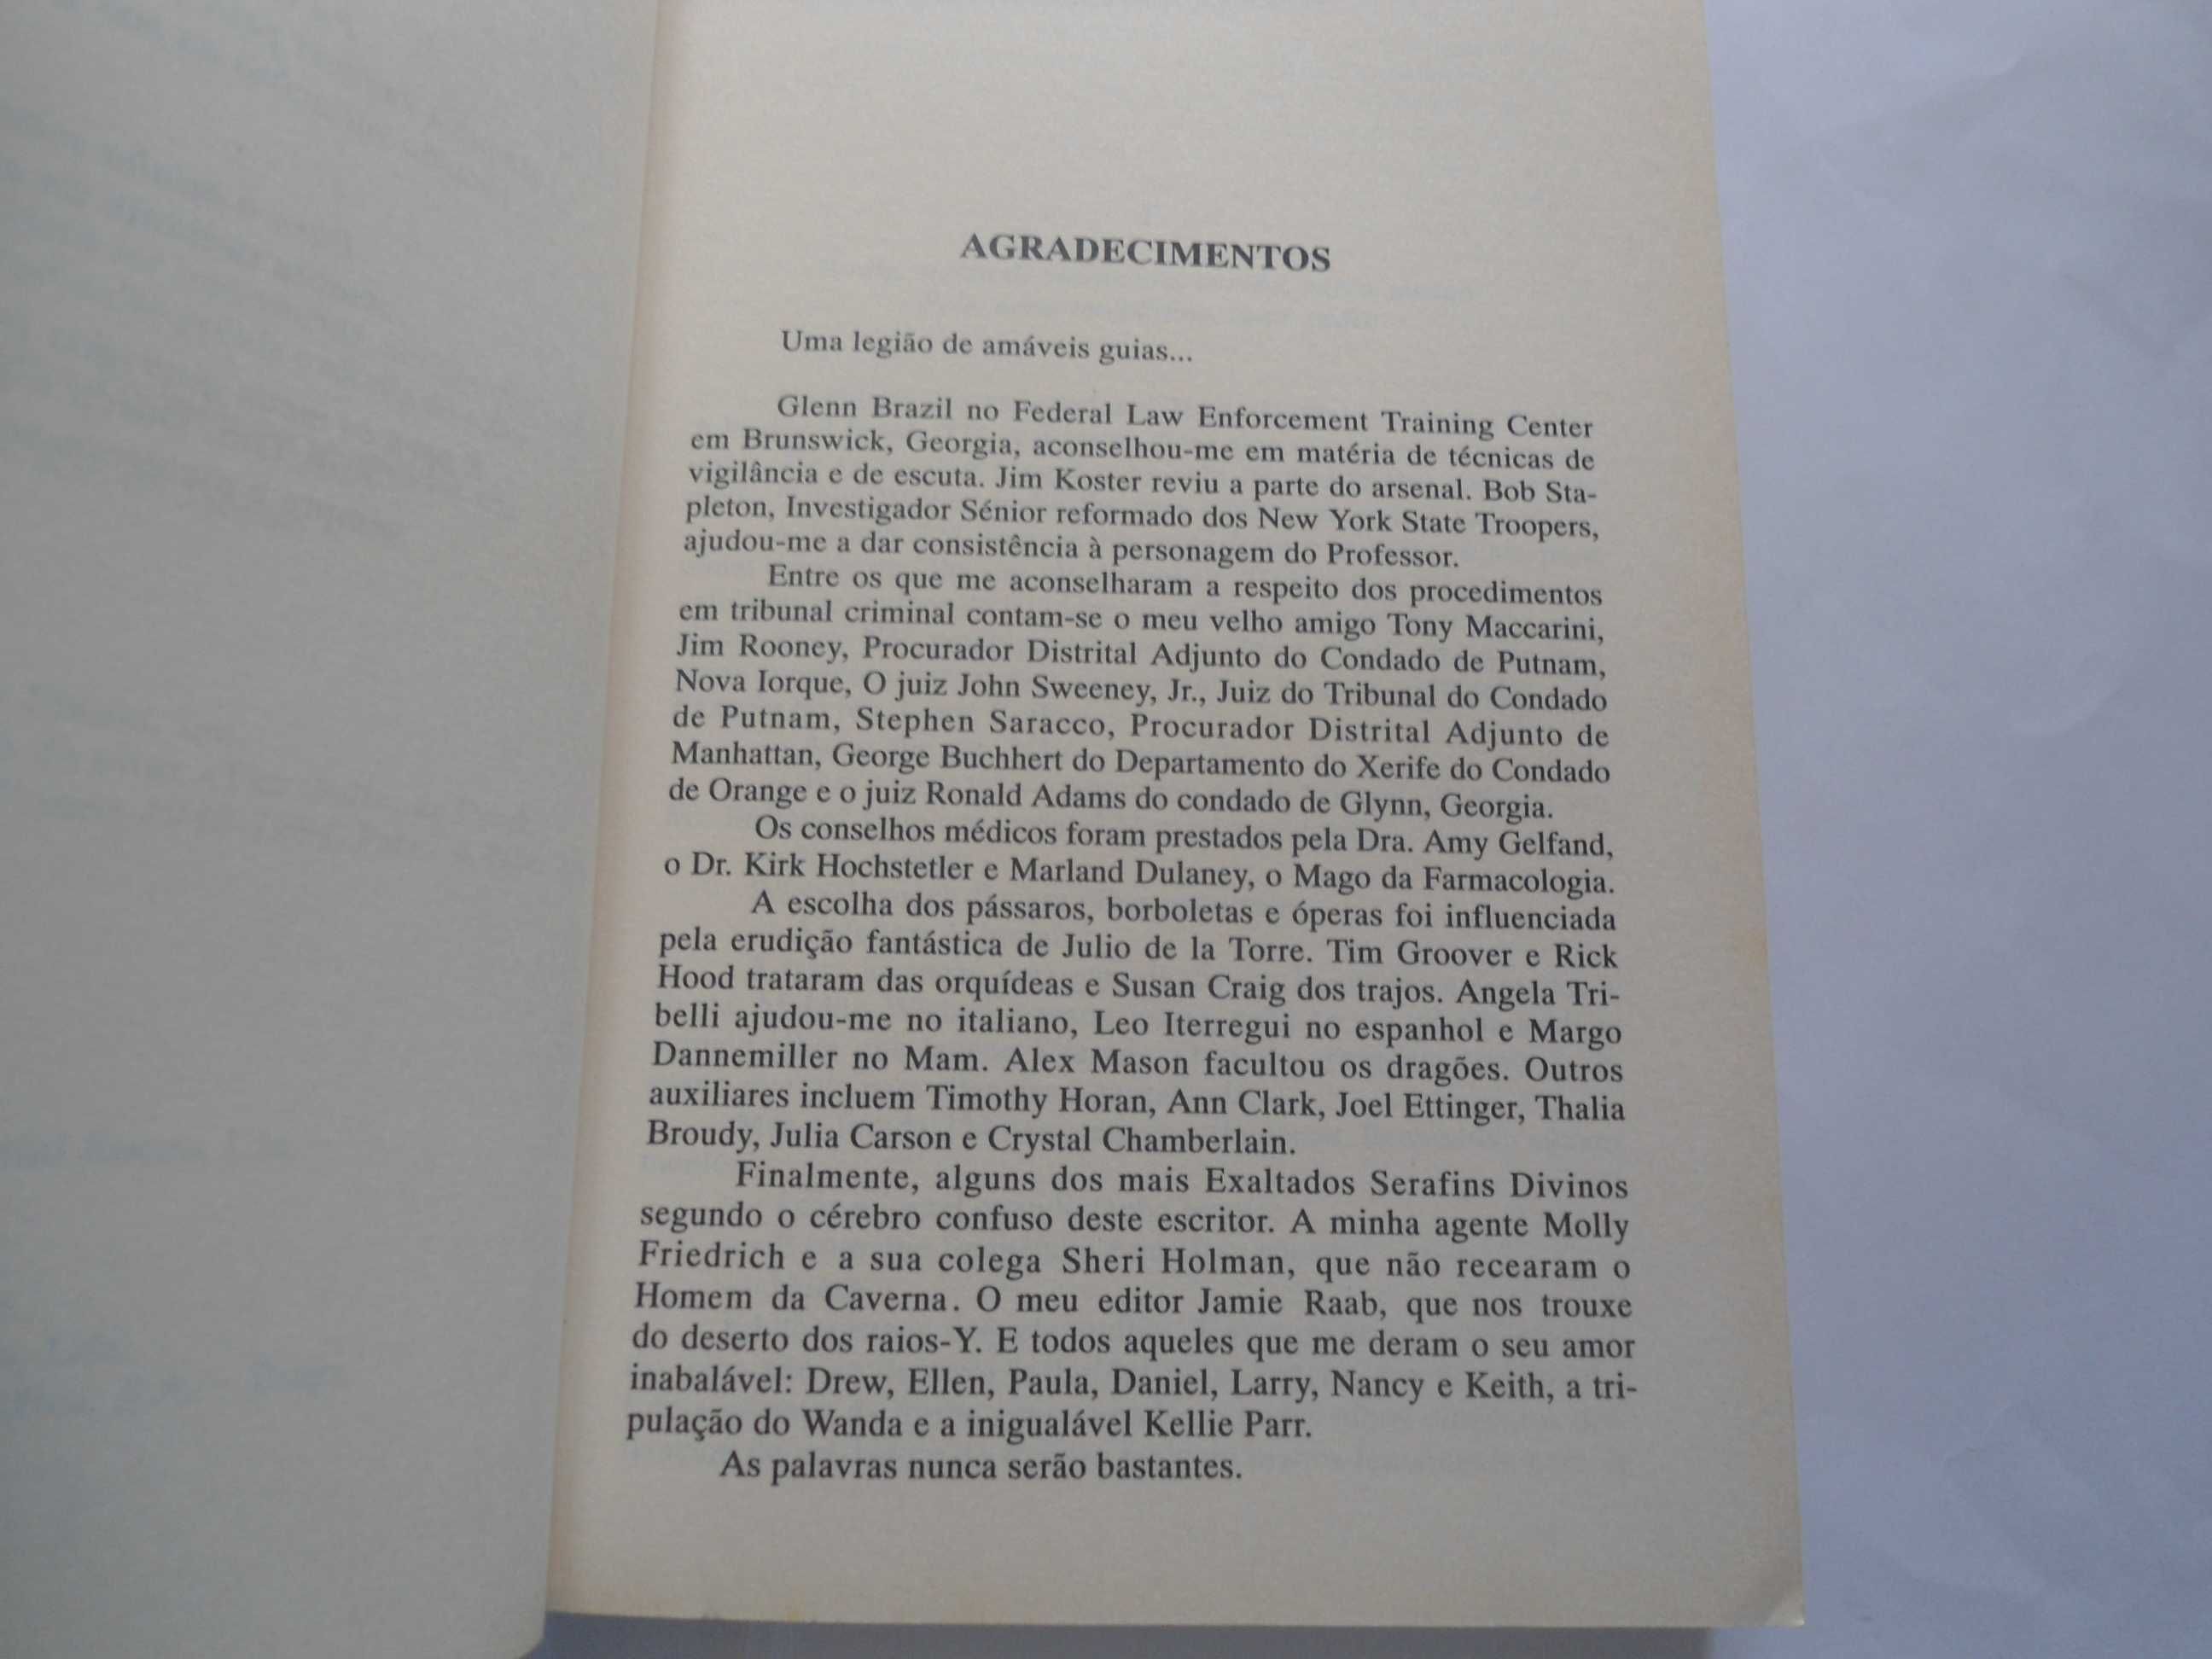 AGRADECIMENTOS
Uma legião de amáveis guias...
Glenn Brazil no Federal Law Enforcement Training Center
em Brunswick, Georgia, aconselhou-me em matéria de técnicas de
vigilância e de escuta. Jim Koster reviu a parte do arsenal. Bob Sta-
pleton, Investigador Sénior reformado dos New York State Troopers,
ajudou-me a dar consistência à personagem do Professor.
Entre os que me aconselharam a respeito dos procedimentos
em tribunal criminal contam-se o meu velho amigo Tony Maccarini,
Jim Rooney, Procurador Distrital Adjunto do Condado de Putnam,
Nova Iorque, O juiz John Sweeney, Jr., Juiz do Tribunal do Condado
de Putnam, Stephen Saracco, Procurador Distrital Adjunto de
Manhattan, George Buchhert do Departamento do Xerife do Condado
de Orange e o juiz Ronald Adams do condado de Glynn, Georgia.
Os conselhos médicos foram prestados pela Dra. Amy Gelfand,
o Dr. Kirk Hochstetler e Marland Dulaney, o Mago da Farmacologia.
A escolha dos pássaros, borboletas e óperas foi influenciada
pela erudição fantástica de Julio de la Torre. Tim Groover e Rick
Hood trataram das orquídeas e Susan Craig dos trajos. Angela Tri-
belli ajudou-me no italiano, Leo Iterregui no espanhol e Margo
Dannemiller no Mam. Alex Mason facultou os dragões. Outros
auxiliares incluem Timothy Horan, Ann Clark, Joel Ettinger, Thalia
Broudy, Julia Carson e Crystal Chamberlain.
Finalmente, alguns dos mais Exaltados Serafins Divinos
segundo o cérebro confuso deste escritor. A minha agente Molly
Friedrich e a sua colega Sheri Holman, que não recearam o
Homem da Caverna. O meu editor Jamie Raab, que nos trouxe
do deserto dos raios-Y. E todos aqueles que me deram o seu amor
inabalável: Drew, Ellen, Paula, Daniel, Larry, Nancy e Keith, a tri-
pulação do Wanda e a inigualável Kellie Parr.
As palavras nunca serão bastantes.